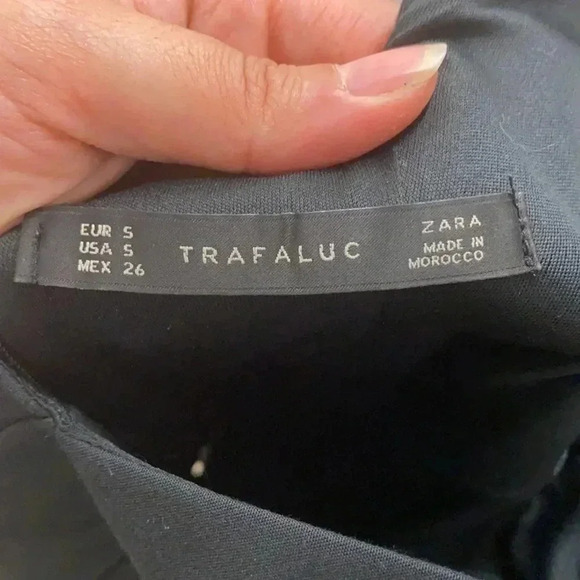 EUR S
USA S
MEX 26
TRAFALUC
ZARA
MADE IN
MOROCCO